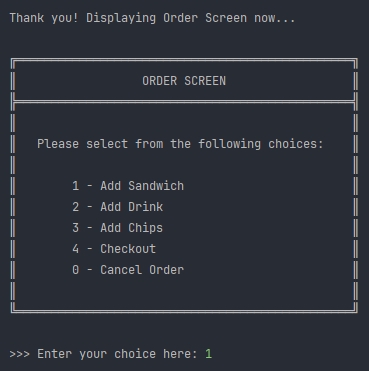 Thank you! Displaying Order Screen now...
ORDER SCREEN
Please select from the following choices:
1 - Add Sandwich
2 - Add Drink
3 - Add Chips
4 - Checkout
0 - Cancel Order
>>> Enter your choice here: 1